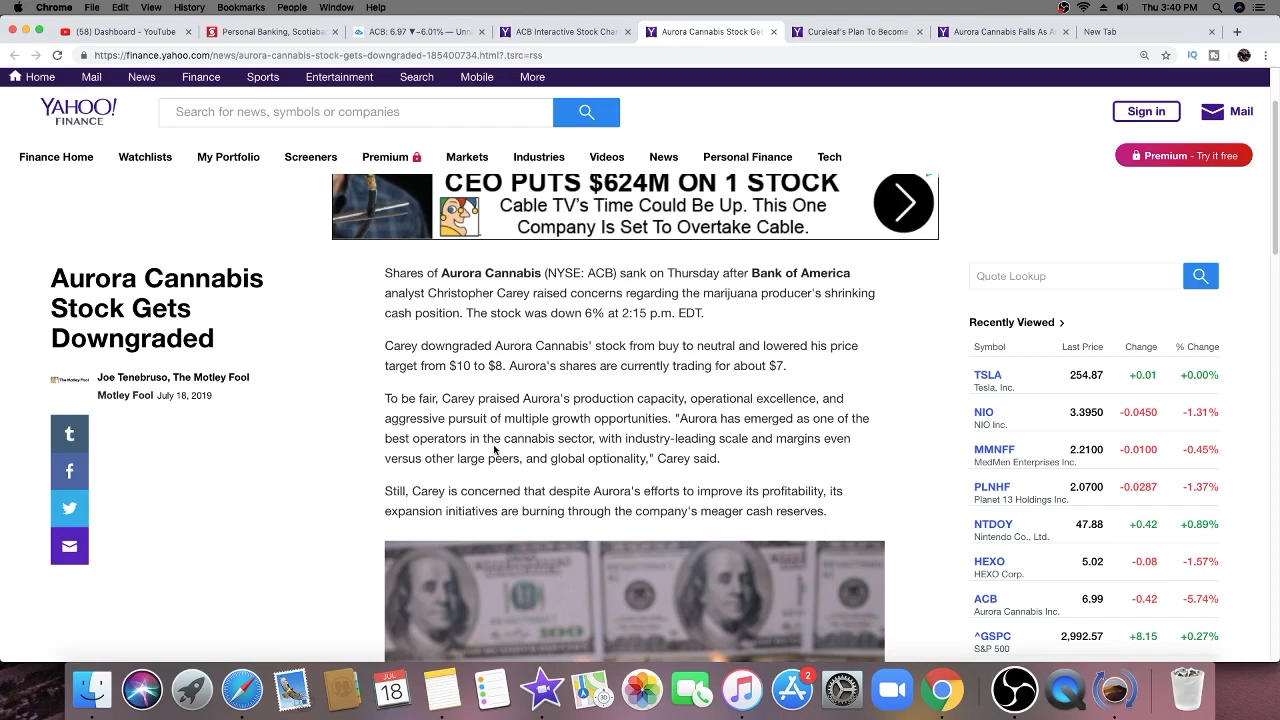 Chrome File Edit View History Bookmarks People Window Help Thu 3:40 PM
(58) Dashboard - YouTube Personal Banking, Scotiab ACB: 6.97 ▼-6.01% — Unn ACB Interactive Stock Char Aurora Cannabis Stock Get Curaleaf's Plan To Become Aurora Cannabis Falls As A New Tab
https://finance.yahoo.com/news/aurora-cannabis-stock-gets-downgraded-185400734.html?.tsrc=rss
Home Mail News Finance Sports Entertainment Search Mobile More
YAHOO!
FINANCE
Search for news, symbols or companies
Sign in
Mail
Finance Home Watchlists My Portfolio Screeners Premium Markets Industries Videos News Personal Finance Tech
Premium - Try it free
CEO PUTS $624M ON 1 STOCK
Cable TV's Time Could Be Up. This One
Company Is Set To Overtake Cable.
Aurora Cannabis
Stock Gets
Downgraded
Joe Tenebruso, The Motley Fool
Motley Fool July 18, 2019
Shares of Aurora Cannabis (NYSE: ACB) sank on Thursday after Bank of America
analyst Christopher Carey raised concerns regarding the marijuana producer's shrinking
cash position. The stock was down 6% at 2:15 p.m. EDT.
Carey downgraded Aurora Cannabis' stock from buy to neutral and lowered his price
target from $10 to $8. Aurora's shares are currently trading for about $7.
To be fair, Carey praised Aurora's production capacity, operational excellence, and
aggressive pursuit of multiple growth opportunities. "Aurora has emerged as one of the
best operators in the cannabis sector, with industry-leading scale and margins even
versus other large peers, and global optionality," Carey said.
Still, Carey is concerned that despite Aurora's efforts to improve its profitability, its
expansion initiatives are burning through the company's meager cash reserves.
Quote Lookup
Recently Viewed
Symbol Last Price Change % Change
TSLA 254.87 +0.01 +0.00%
Tesla, Inc.
NIO 3.3950 -0.0450 -1.31%
NIO Inc.
MMNFF 2.2100 -0.0100 -0.45%
MedMen Enterprises Inc.
PLNHF 2.0700 -0.0287 -1.37%
Planet 13 Holdings Inc.
NTDOY 47.88 +0.42 +0.89%
Nintendo Co., Ltd.
HEXO 5.02 -0.08 -1.57%
HEXO Corp.
ACB 6.99 -0.42 -5.74%
Aurora Cannabis Inc.
^GSPC 2,992.57 +8.15 +0.27%
S&P 500
JUL
18
2